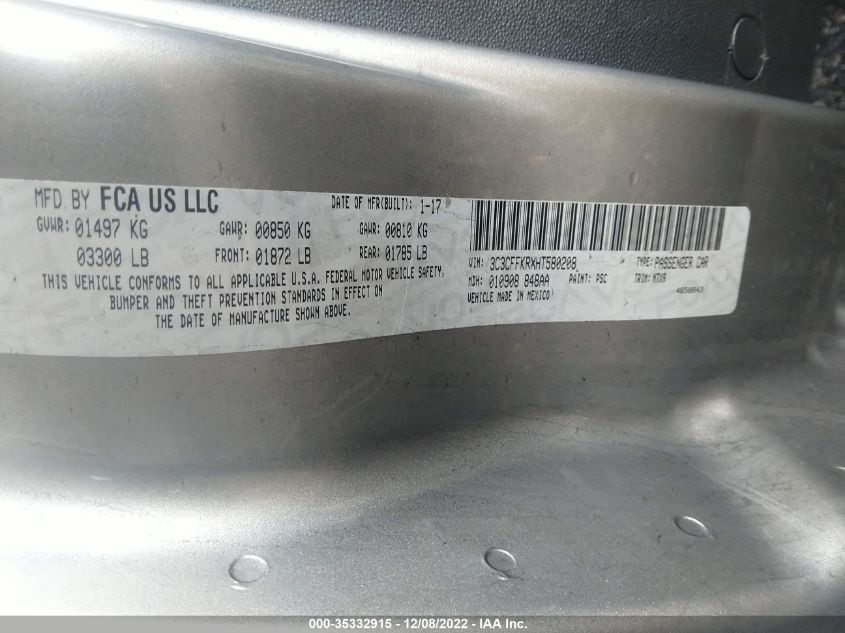 MFD. BY FCA US LLC
DATE OF MFR(BUILT): 1-17
GVWR: 01497 KG
GAWR: 00850 KG
GAWR: 00810 KG
03300 LB
FRONT: 01872 LB
REAR: 01785 LB
THIS VEHICLE CONFORMS TO ALL APPLICABLE U.S.A. FEDERAL MOTOR VEHICLE SAFETY,
BUMPER AND THEFT PREVENTION STANDARDS IN EFFECT ON
THE DATE OF MANUFACTURE SHOWN ABOVE.
VIN: 3C3CFFKRXHT580208
TYPE: PASSENGER CAR
MDH: 010908 848AA
PAINT: PSC
TRIM: M7X9
VEHICLE MADE IN MEXICO
4658043
000-35332915 - 12/08/2022 - IAA Inc.